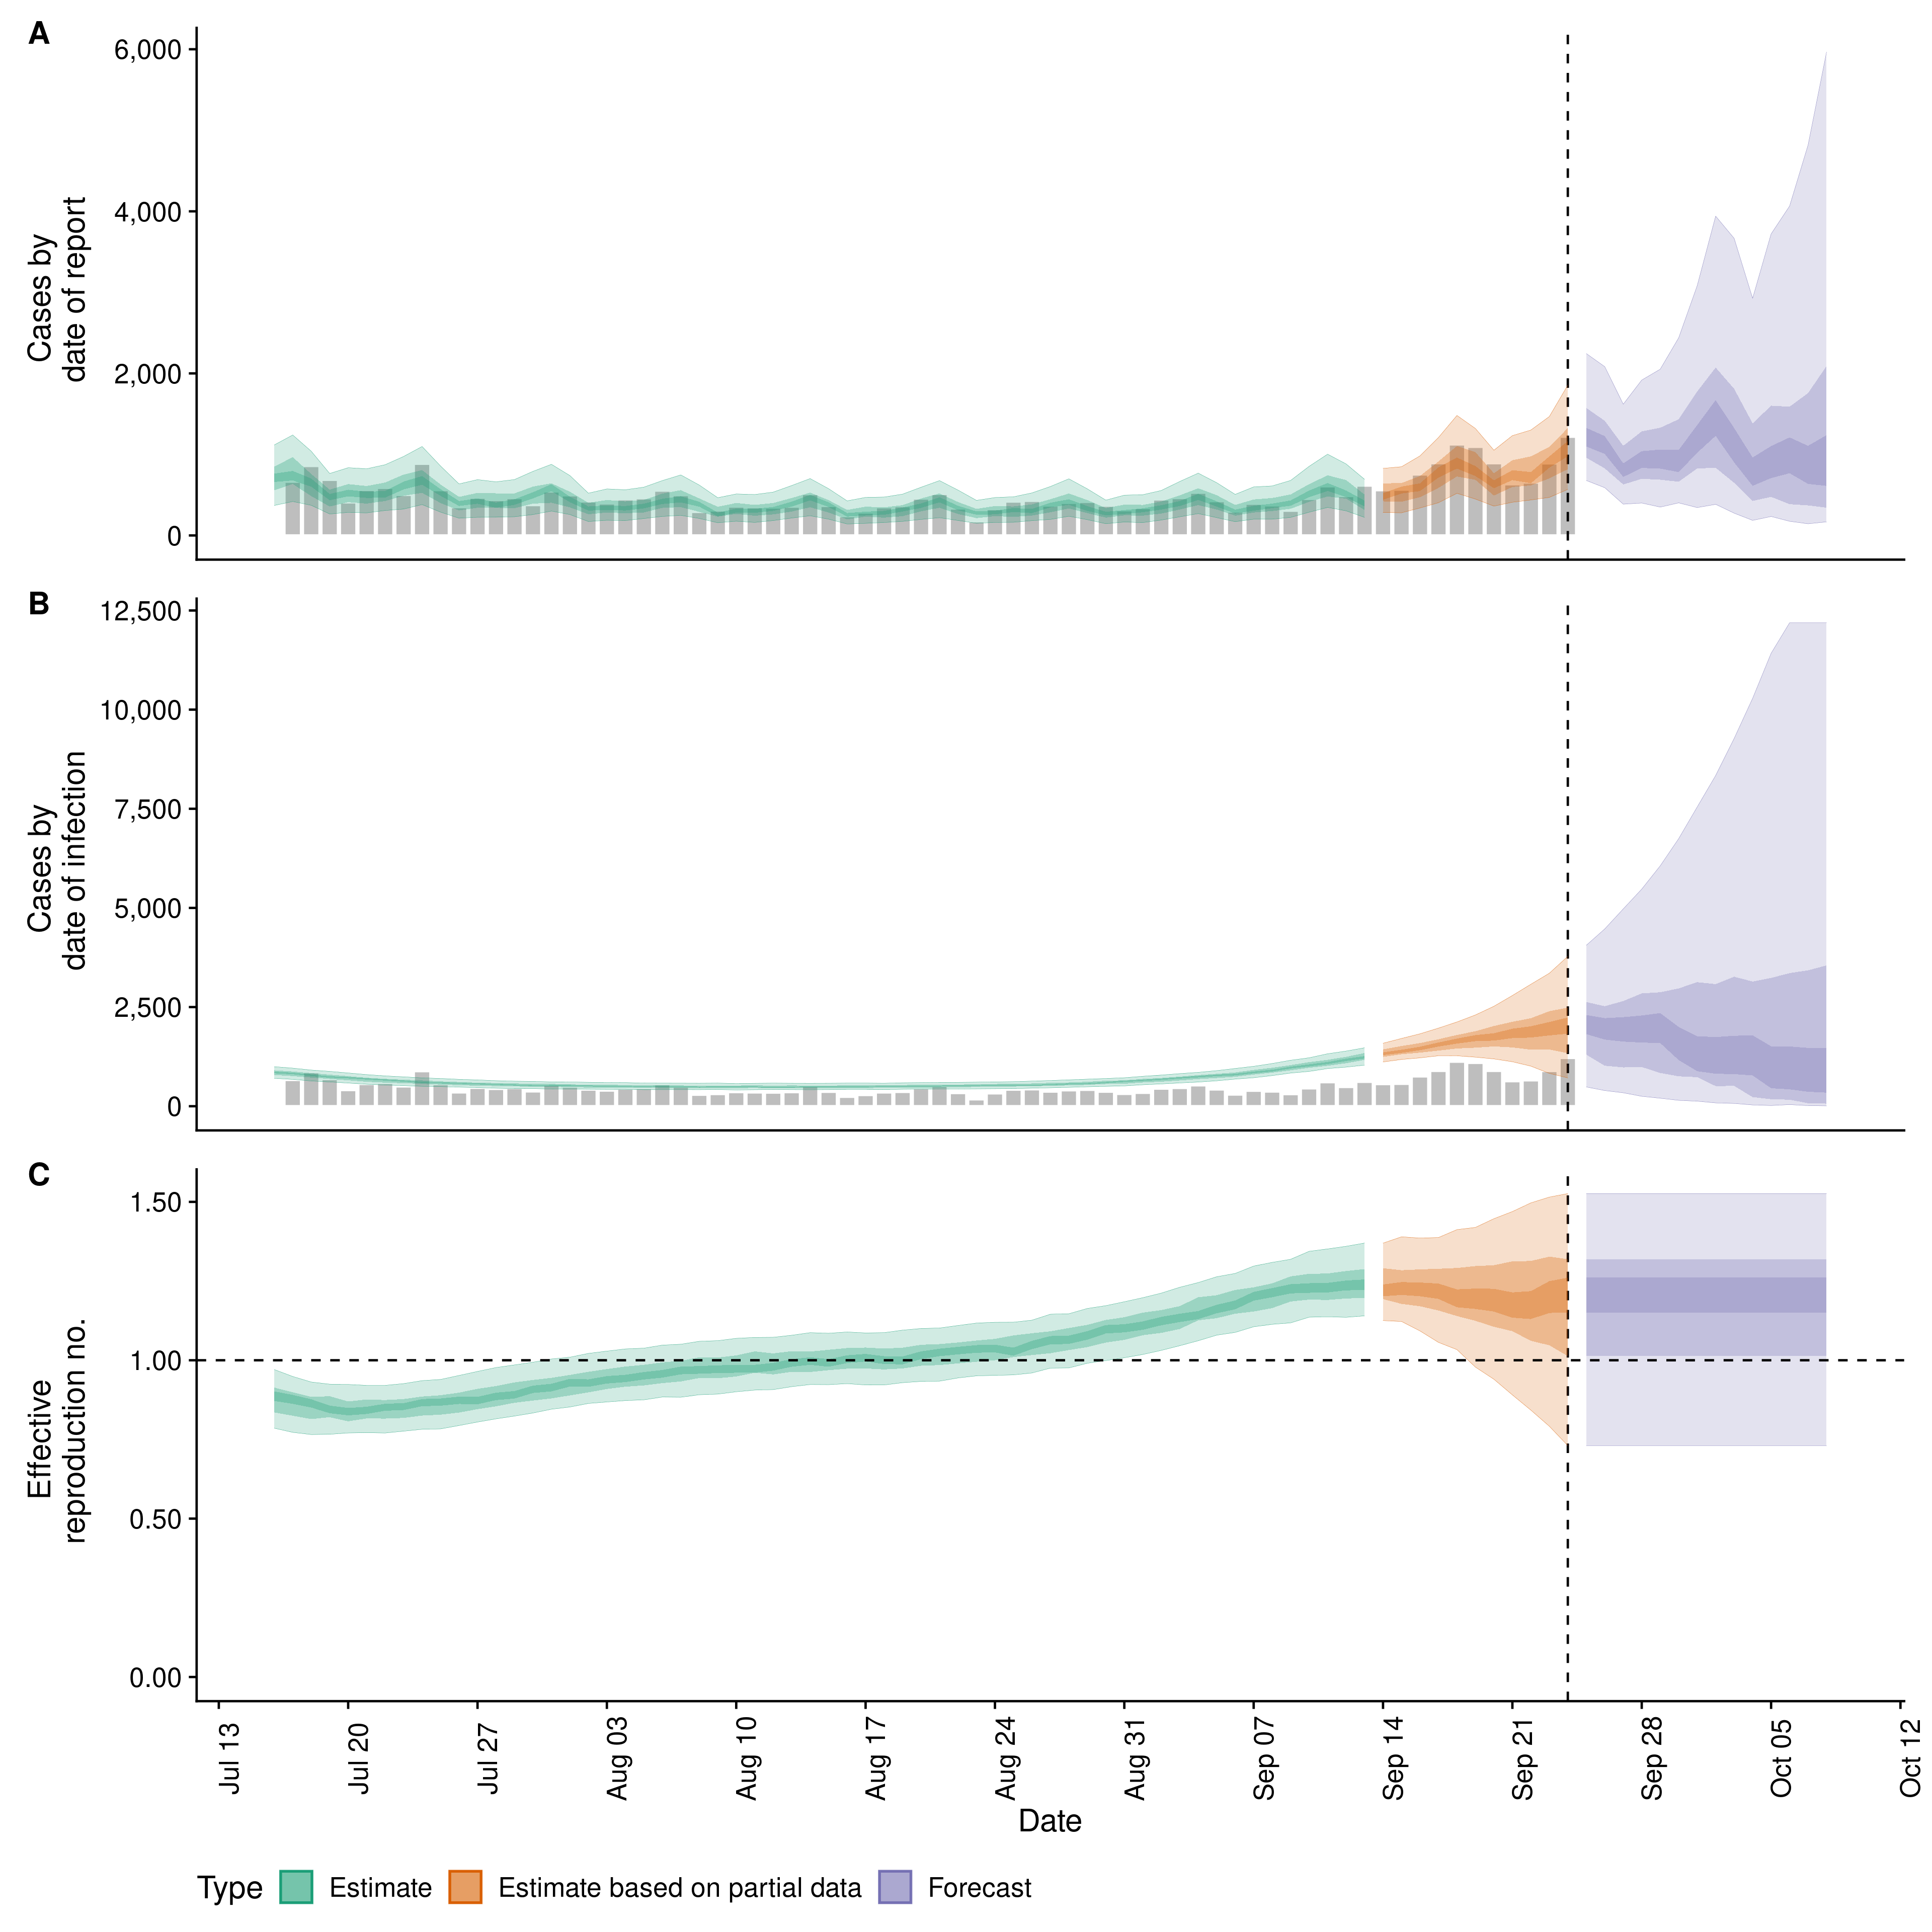 A
6,000
4,000
2,000
0
Cases by
date of report
B
12,500
10,000
7,500
5,000
2,500
0
Cases by
date of infection
C
1.50
1.00
0.50
0.00
Effective
reproduction no.
Jul 13
Jul 20
Jul 27
Aug 03
Aug 10
Aug 17
Aug 24
Aug 31
Sep 07
Sep 14
Sep 21
Sep 28
Oct 05
Oct 12
Date
Type Estimate Estimate based on partial data Forecast